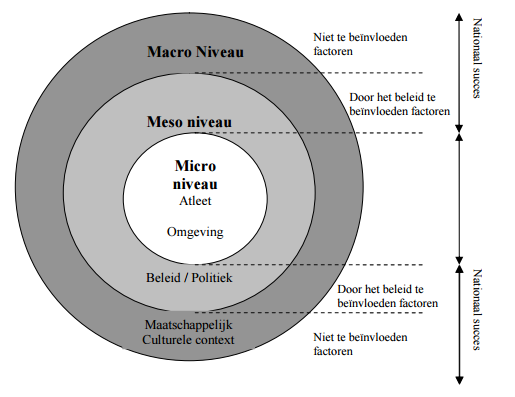 Macro Niveau
Niet te beïnvloeden
factoren
Nationaal succes
Meso niveau
Door het beleid te
beïnvloeden factoren
Micro
niveau
Atleet
Omgeving
Beleid / Politiek
Door het beleid te
beïnvloeden factoren
Nationaal succes
Maatschappelijk
Culturele context
Niet te beïnvloeden
factoren